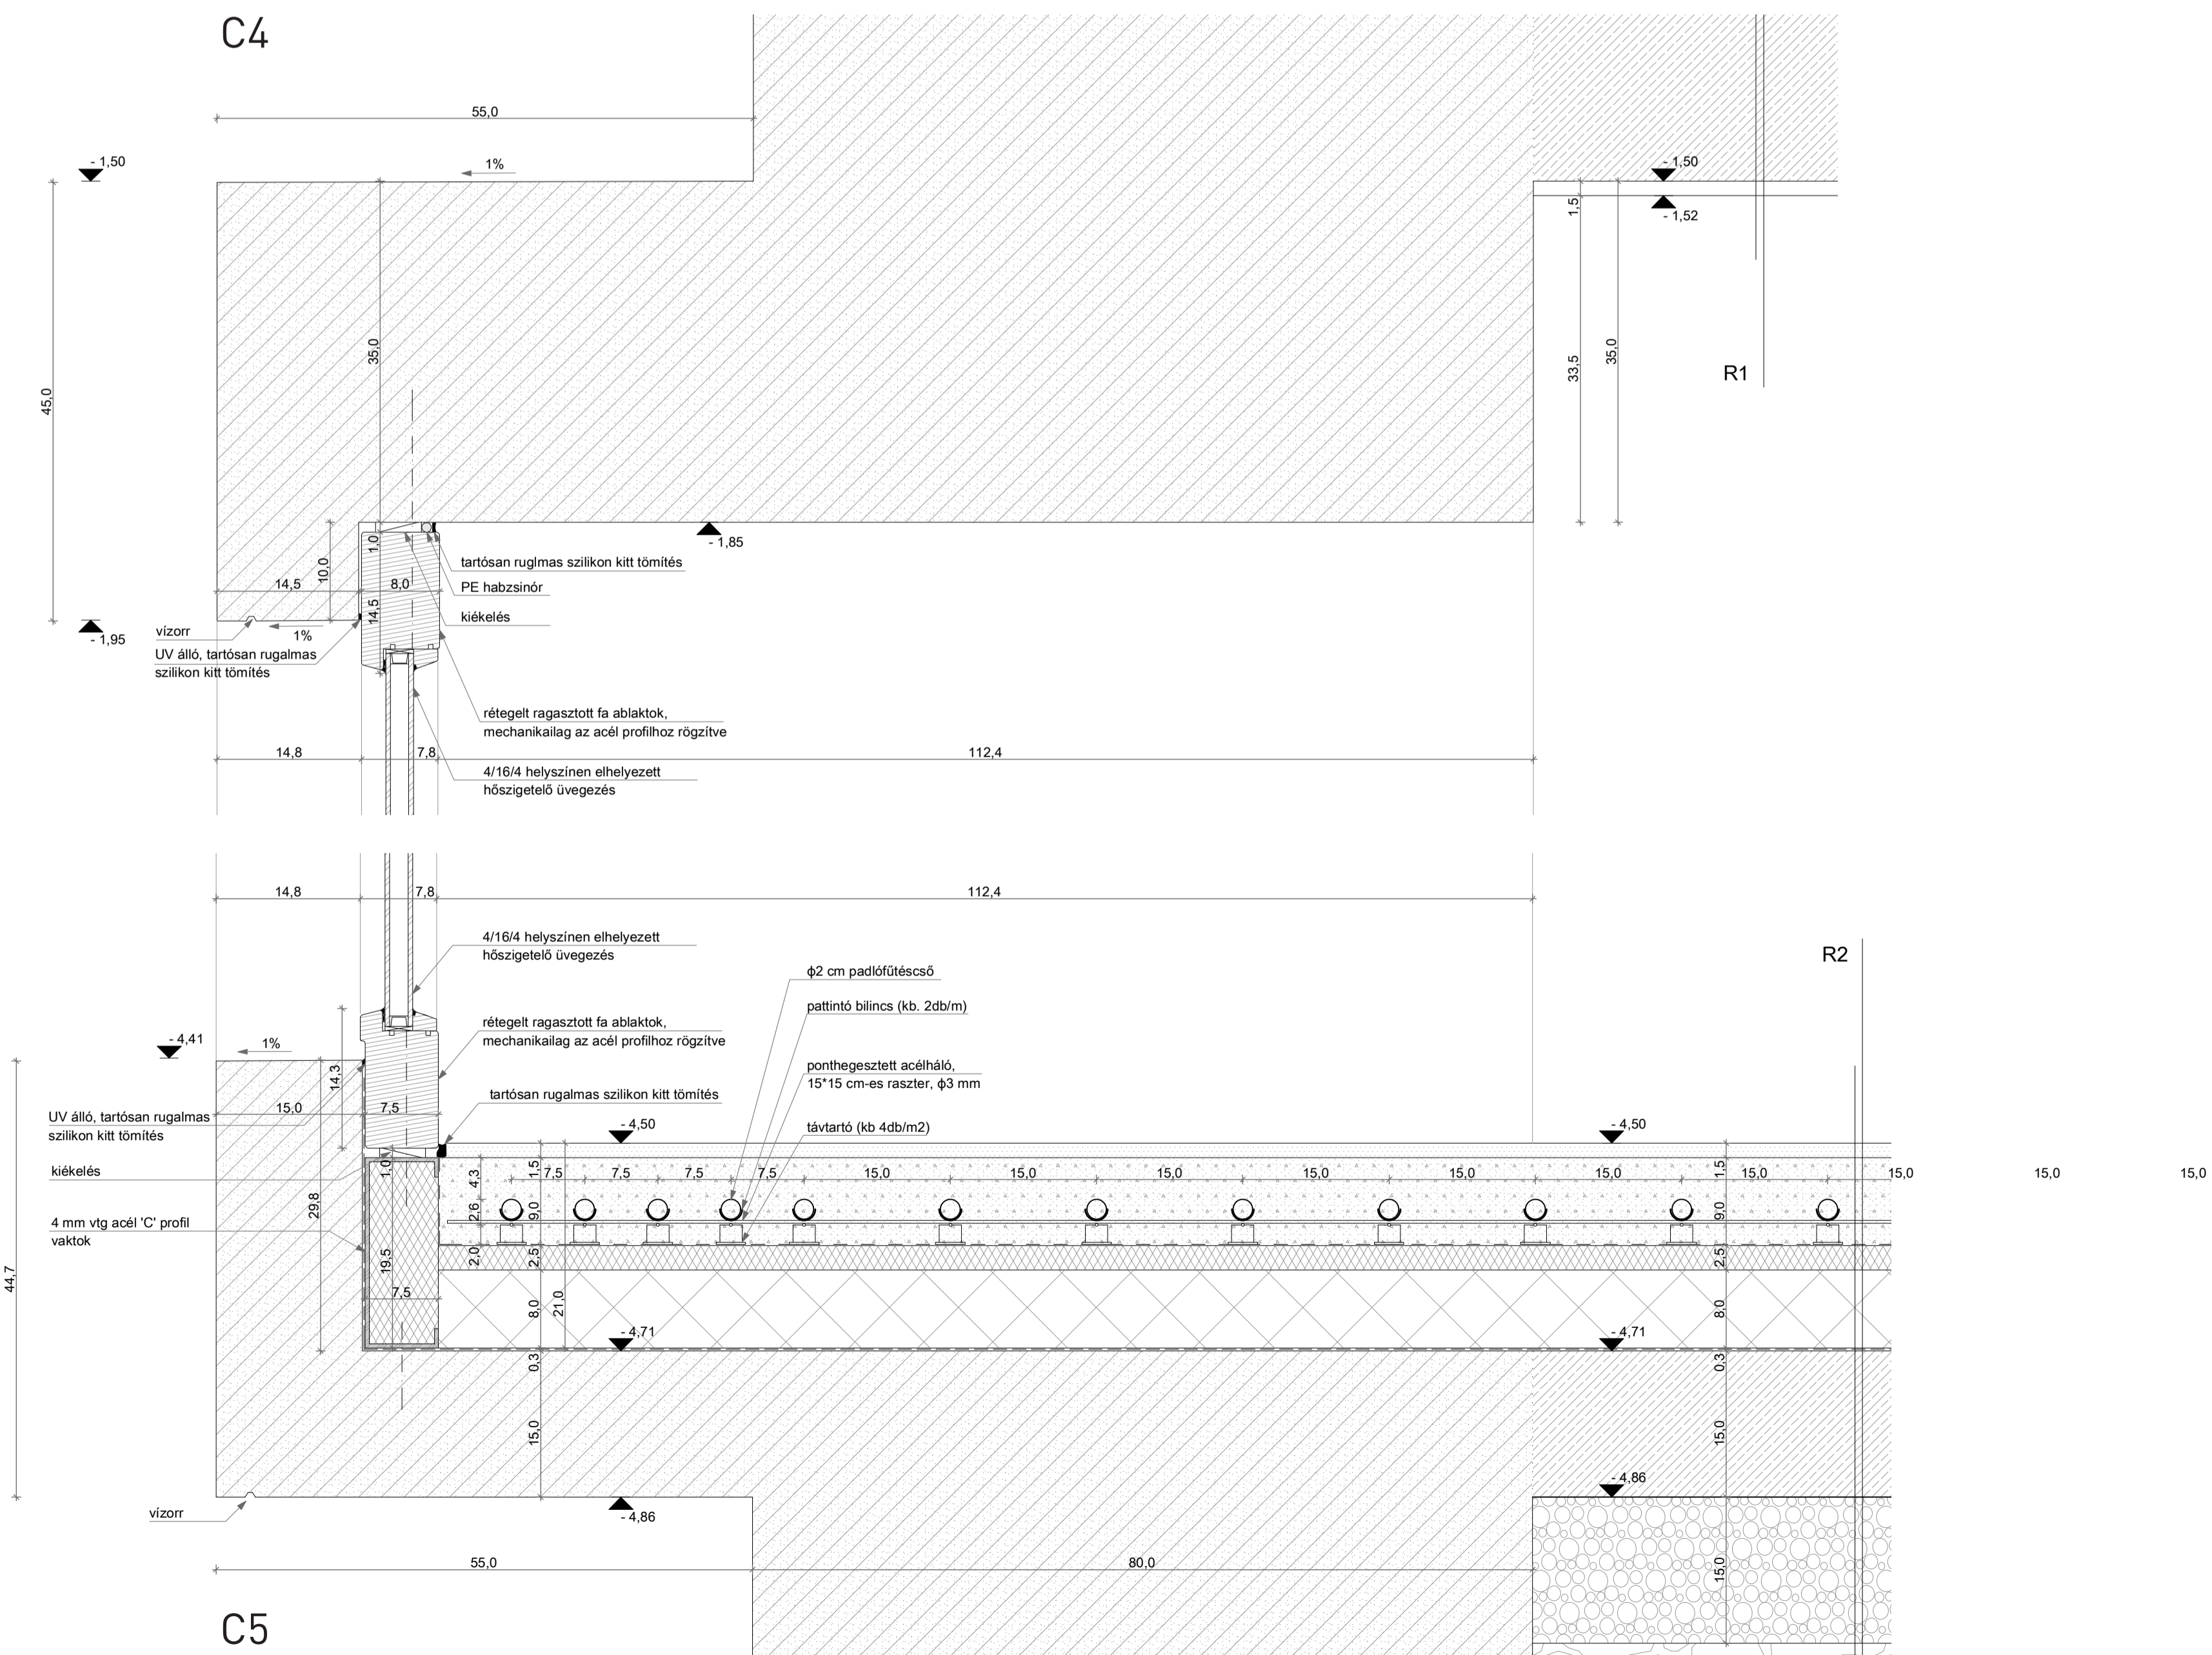 C4
55,0
- 1,50
1%
- 1,50
1,5
- 1,52
35,0
45,0
33,5
35,0
R1
- 1,85
1,0
10,0
14,5
8,0
14,5
tartósan ruglmas szilikon kitt tömítés
PE habzsinór
kiékelés
vízorr
1%
- 1,95
UV álló, tartósan rugalmas
szilikon kitt tömítés
rétegelt ragasztott fa ablaktok,
mechanikailag az acél profilhoz rögzítve
14,8
7,8
112,4
4/16/4 helyszínen elhelyezett
hőszigetelő üvegezés
14,8
7,8
112,4
4/16/4 helyszínen elhelyezett
hőszigetelő üvegezés
R2
ϕ2 cm padlófűtéscső
pattintó bilincs (kb. 2db/m)
rétegelt ragasztott fa ablaktok,
mechanikailag az acél profilhoz rögzítve
- 4,41
1%
14,3
ponthegesztett acélháló,
15*15 cm-es raszter, ϕ3 mm
tartósan rugalmas szilikon kitt tömítés
15,0
7,5
UV álló, tartósan rugalmas
szilikon kitt tömítés
- 4,50
távtartó (kb 4db/m2)
- 4,50
kiékelés
1,0
4,3
1,5
7,5
7,5
7,5
7,5
15,0
15,0
15,0
15,0
15,0
15,0
1,5
15,0
15,0
15,0
15,0
29,8
2,6
9,0
9,0
4 mm vtg acél 'C' profil
vaktok
19,5
2,0
2,5
2,5
44,7
7,5
8,0
21,0
8,0
- 4,71
- 4,71
0,3
0,3
15,0
15,0
- 4,86
vízorr
- 4,86
55,0
80,0
15,0
C5